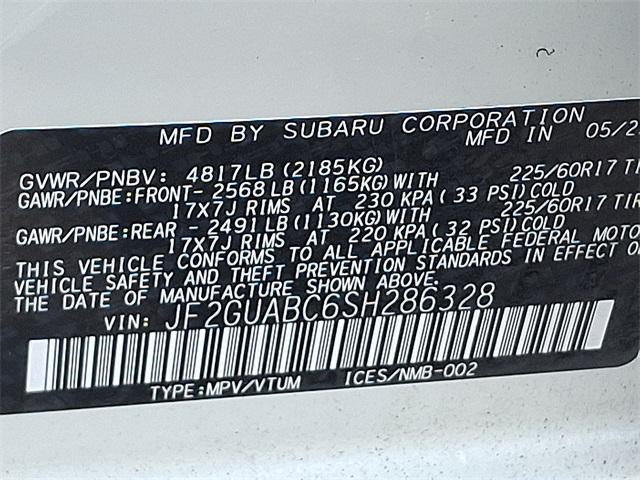 MFD BY SUBARU CORPORATION
MFD IN 05/2
GVWR/PNBV: 4817LB (2185KG)
GAWR/PNBE:FRONT- 2568 LB (1165KG) WITH 225/60R17 TI
17X7J RIMS AT 230 KPA ( 33 PSI) COLD
GAWR/PNBE:REAR - 2491 LB (1130KG) WITH 225/60R17 TIR
17X7J RIMS AT 220 KPA ( 32 PSI) COLD
THIS VEHICLE CONFORMS TO ALL APPLICABLE FEDERAL MOTO
VEHICLE SAFETY AND THEFT PREVENTION STANDARDS IN EFFECT O
THE DATE OF MANUFACTURE SHOWN ABOVE.
VIN: JF2GUABC6SH286328
TYPE:MPV/VTUM ICES/NMB-002